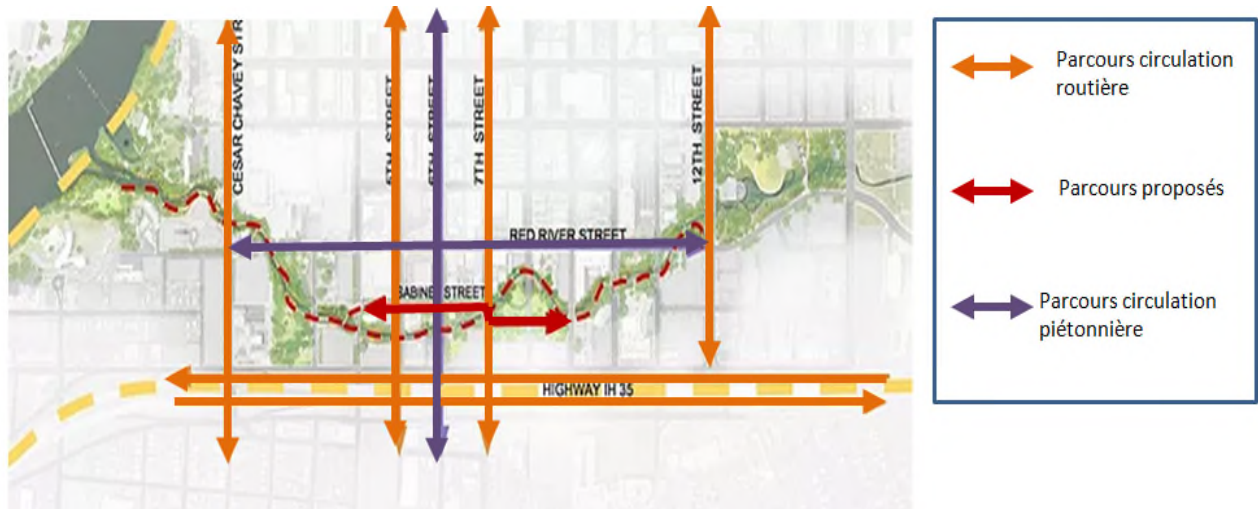 CESAR CHAVEY STR
5TH STREET
6TH STREET
7TH STREET
12TH STREET
RED RIVER STREET
SABINE STREET
HIGHWAY IH 35
Parcours circulation
routière
Parcours proposés
Parcours circulation
piétonnière